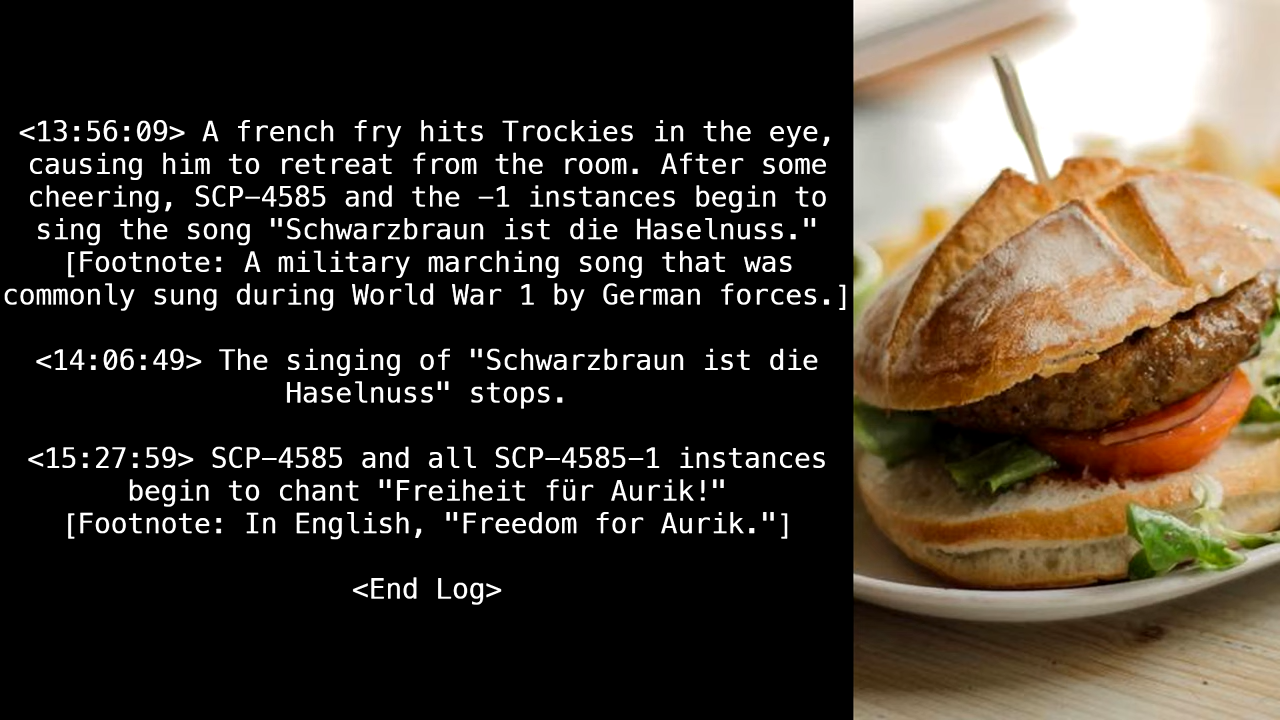 <13:56:09> A french fry hits Trockies in the eye,
causing him to retreat from the room. After some
cheering, SCP–4585 and the –1 instances begin to
sing the song "Schwarzbraun ist die Haselnuss."
[Footnote: A military marching song that was
commonly sung during World War 1 by German forces.]
<14:06:49> The singing of "Schwarzbraun ist die
Haselnuss" stops.
<15:27:59> SCP–4585 and all SCP–4585–1 instances
begin to chant "Freiheit für Aurik!"
[Footnote: In English, "Freedom for Aurik."]
<End Log>